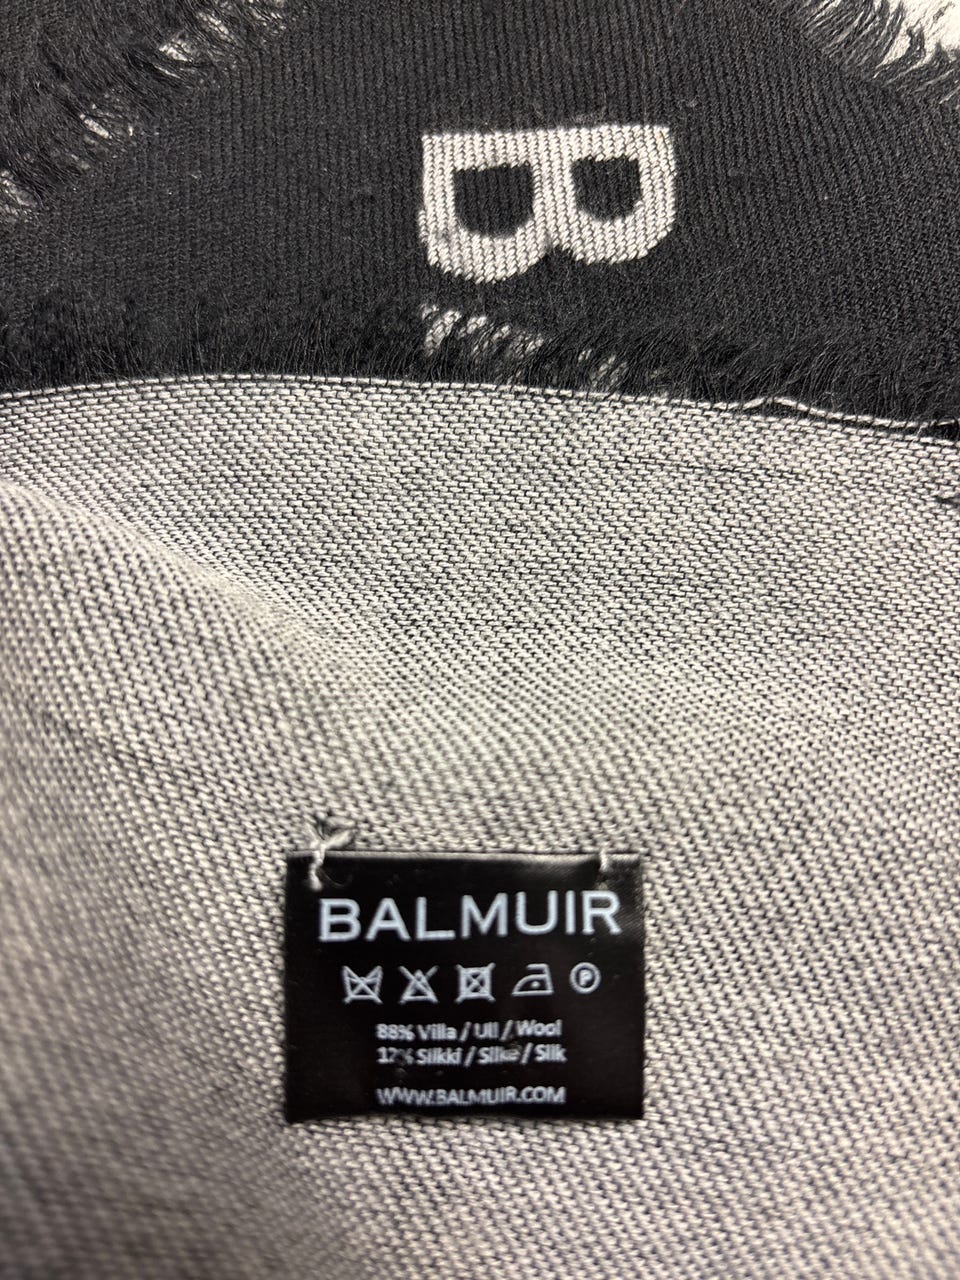 B
BALMUIR
P
88% Villa / Ull / Wool
12% Silkki / Silke / Silk
WWW.BALMUIR.COM